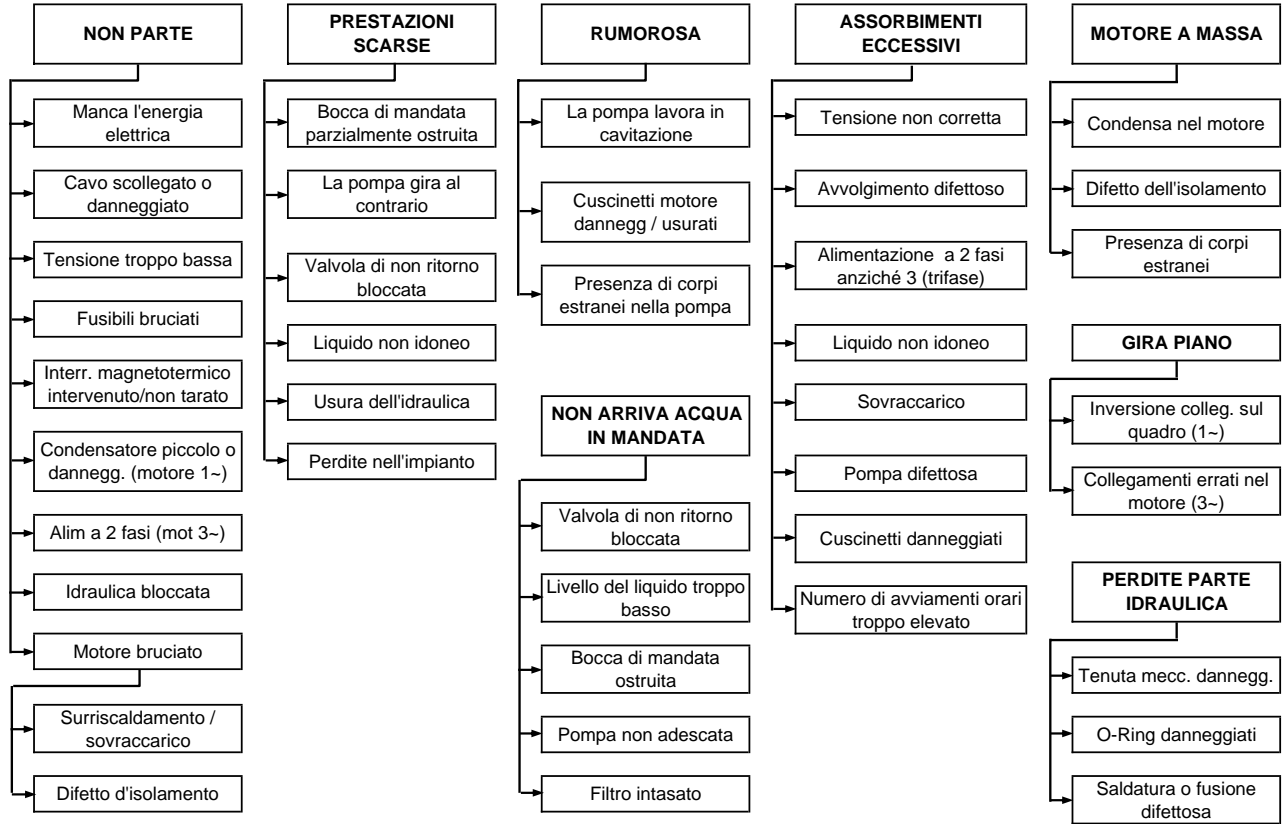 NON PARTE
Manca l'energia
elettrica
Cavo scollegato o
danneggiato
Tensione troppo bassa
Fusibili bruciati
Interr. magnetotermico
intervenuto/non tarato
Condensatore piccolo o
dannegg. (motore 1~)
Alim a 2 fasi (mot 3~)
Idraulica bloccata
Motore bruciato
Surriscaldamento /
sovraccarico
Difetto d'isolamento
PRESTAZIONI
SCARSE
Bocca di mandata
parzialmente ostruita
La pompa gira al
contrario
Valvola di non ritorno
bloccata
Liquido non idoneo
Usura dell'idraulica
Perdite nell'impianto
RUMOROSA
La pompa lavora in
cavitazione
Cuscinetti motore
dannegg / usurati
Presenza di corpi
estranei nella pompa
NON ARRIVA ACQUA
IN MANDATA
Valvola di non ritorno
bloccata
Livello del liquido troppo
basso
Bocca di mandata
ostruita
Pompa non adescata
Filtro intasato
ASSORBIMENTI
ECCESSIVI
Tensione non corretta
Avvolgimento difettoso
Alimentazione a 2 fasi
anziché 3 (trifase)
Liquido non idoneo
Sovraccarico
Pompa difettosa
Cuscinetti danneggiati
Numero di avviamenti orari
troppo elevato
MOTORE A MASSA
Condensa nel motore
Difetto dell'isolamento
Presenza di corpi
estranei
GIRA PIANO
Inversione colleg. sul
quadro (1~)
Collegamenti errati nel
motore (3~)
PERDITE PARTE
IDRAULICA
Tenuta mecc. dannegg.
O-Ring danneggiati
Saldatura o fusione
difettosa